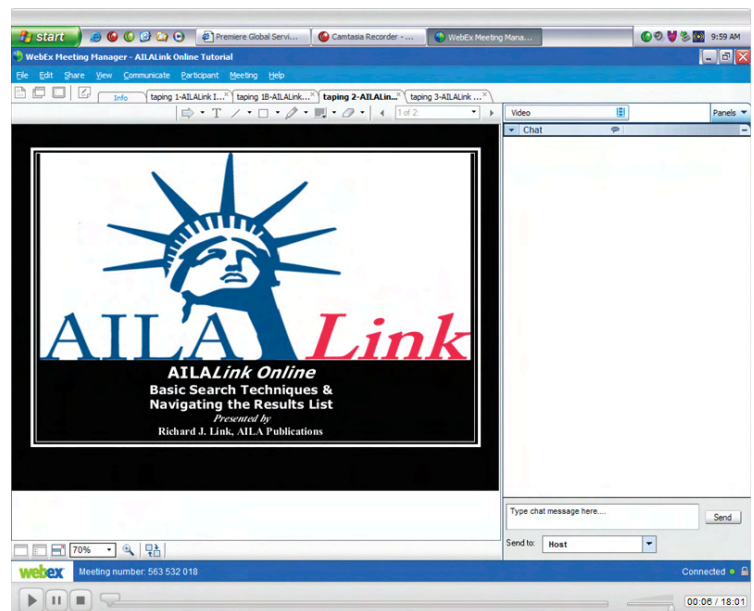 start
Premiere Global Servi...
Camtasia Recorder - ...
WebEx Meeting Mana...
9:59 AM
WebEx Meeting Manager - AILALink Online Tutorial
File Edit Share View Communicate Participant Meeting Help
Info
taping 1-AILALink I...
taping 1B-AILALink...
taping 2-AILALin...
taping 3-AILALink ...
1 of 2
Video
Panels
Chat
AILA Link
AILALink Online
Basic Search Techniques &
Navigating the Results List
Presented by
Richard J. Link, AILA Publications
Type chat message here....
Send
Send to: Host
70%
webex Meeting number: 563 532 018
Connected
00:06 / 18:01